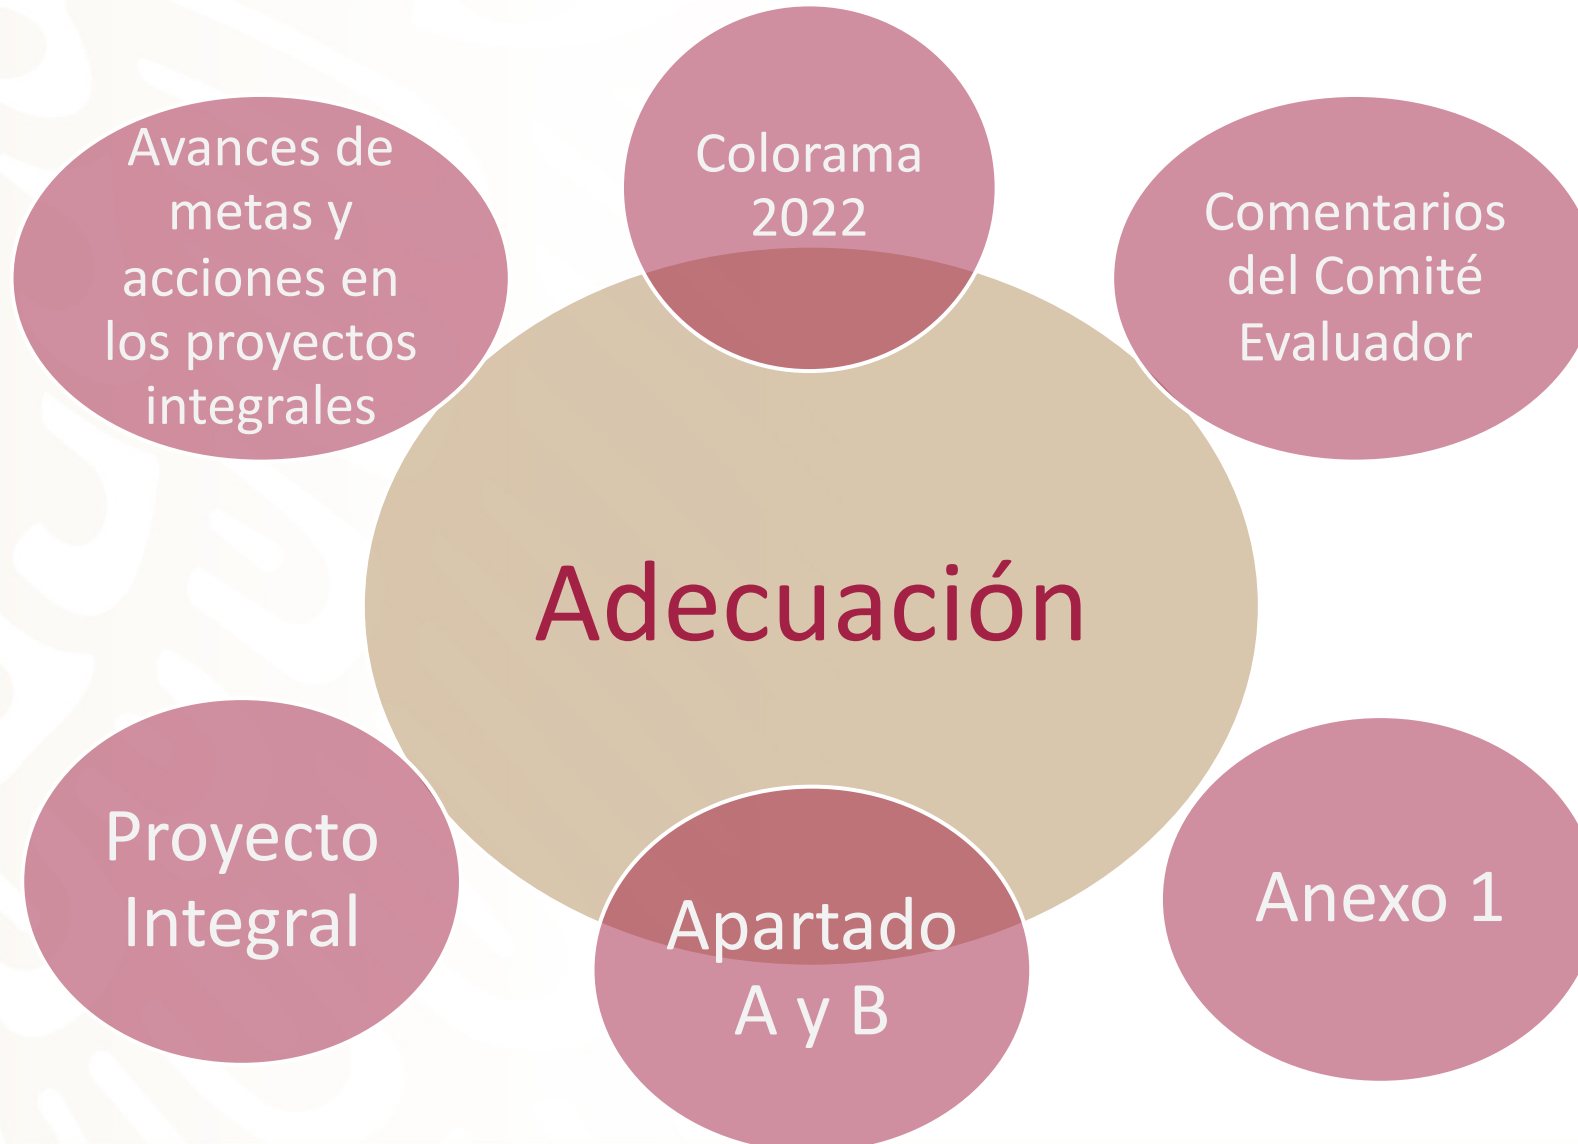 Avances de
metas y
acciones en
los proyectos
integrales
Colorama
2022
Comentarios
del Comité
Evaluador
Adecuación
Proyecto
Integral
Apartado
A y B
Anexo 1